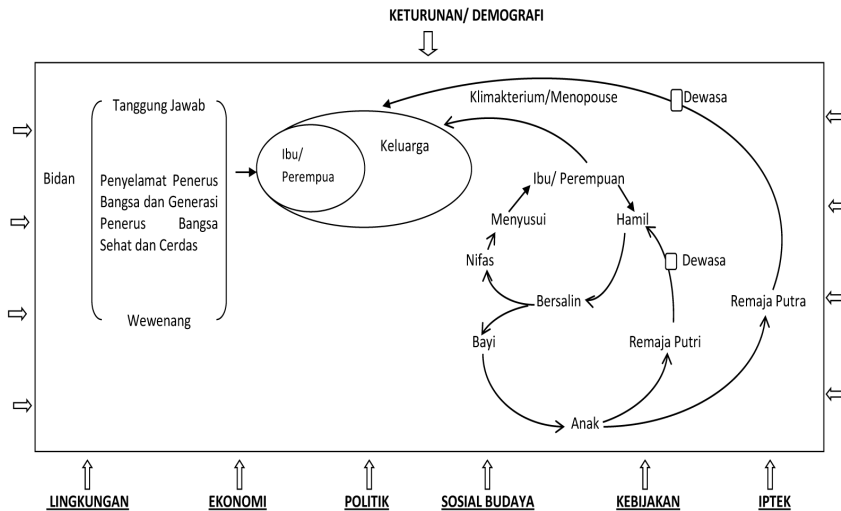 KETURUNAN/ DEMOGRAFI
Tanggung Jawab
Bidan
Penyelamat Penerus
Bangsa dan Generasi
Penerus Bangsa
Sehat dan Cerdas
Wewenang
Ibu/
Perempua
Keluarga
Klimakterium/Menopouse
Dewasa
Ibu/ Perempuan
Menyusui
Hamil
Nifas
Dewasa
Bersalin
Remaja Putra
Bayi
Remaja Putri
Anak
LINGKUNGAN
EKONOMI
POLITIK
SOSIAL BUDAYA
KEBIJAKAN
IPTEK